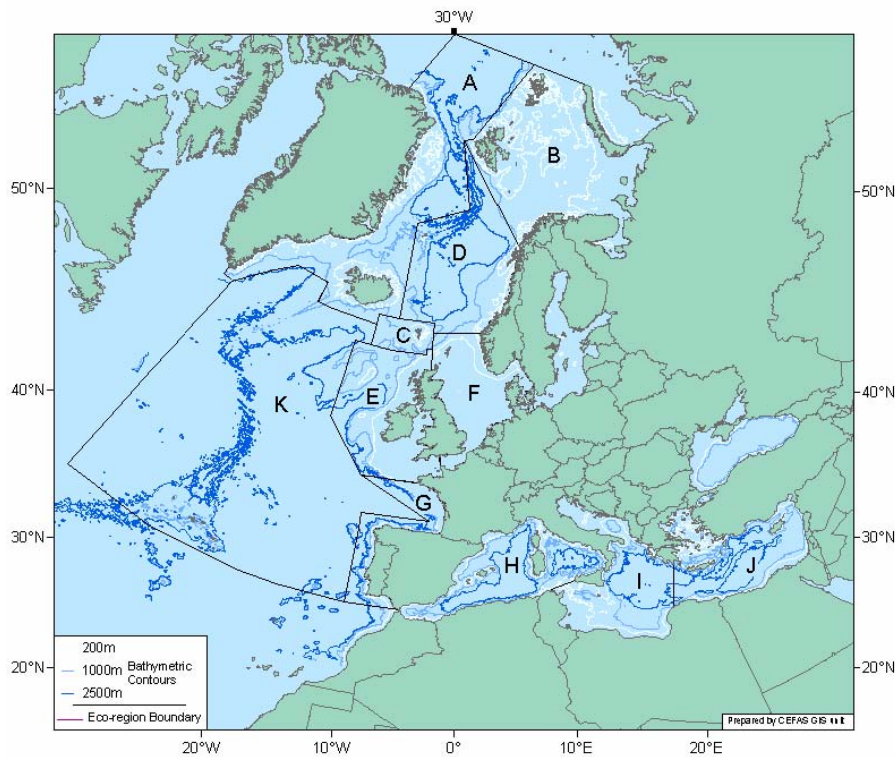 30°W
A
B
50°N
50°N
D
C
40°N
40°N
E
F
K
G
30°N
30°N
H
I
J
200m
1000m Bathymetric
Contours
2500m
Eco-region Boundary
20°N
20°N
Prepared by CEFAS GIS unit
20°W
10°W
0°
10°E
20°E